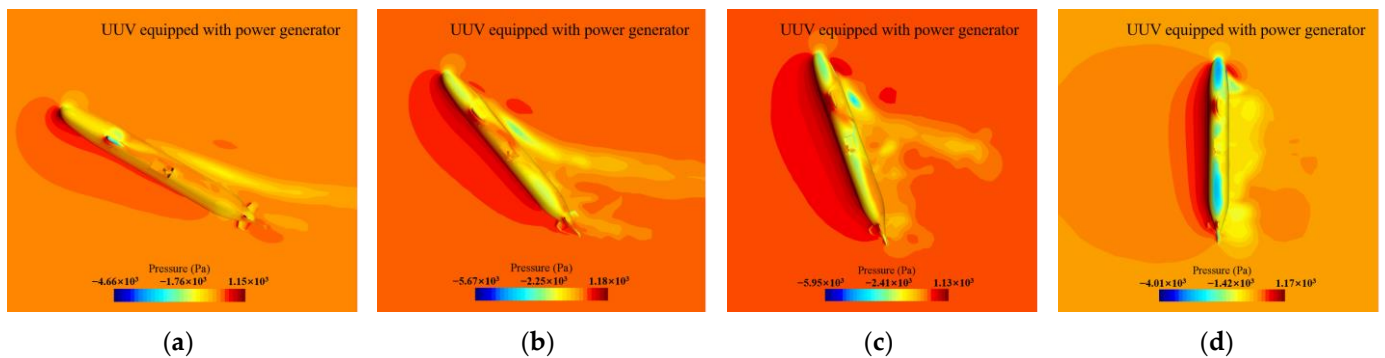 UUV equipped with power generator
Pressure (Pa)
−4.66×10³ −1.76×10³ 1.15×10³
(a)
UUV equipped with power generator
Pressure (Pa)
−5.67×10³ −2.25×10³ 1.18×10³
(b)
UUV equipped with power generator
Pressure (Pa)
−5.95×10³ −2.41×10³ 1.13×10³
(c)
UUV equipped with power generator
Pressure (Pa)
−4.01×10³ −1.42×10³ 1.17×10³
(d)